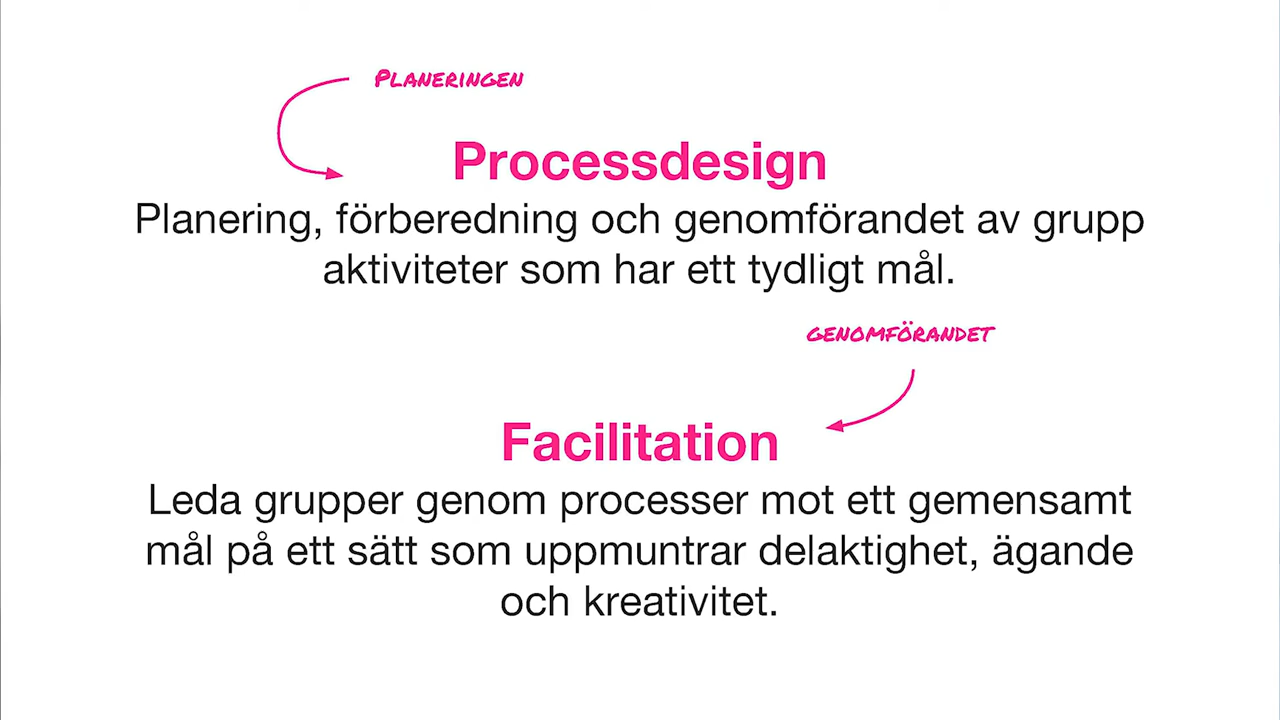 PLANERINGEN
Processdesign
Planering, förberedning och genomförandet av grupp
aktiviteter som har ett tydligt mål.
GENOMFÖRANDET
Facilitation
Leda grupper genom processer mot ett gemensamt
mål på ett sätt som uppmuntrar delaktighet, ägande
och kreativitet.